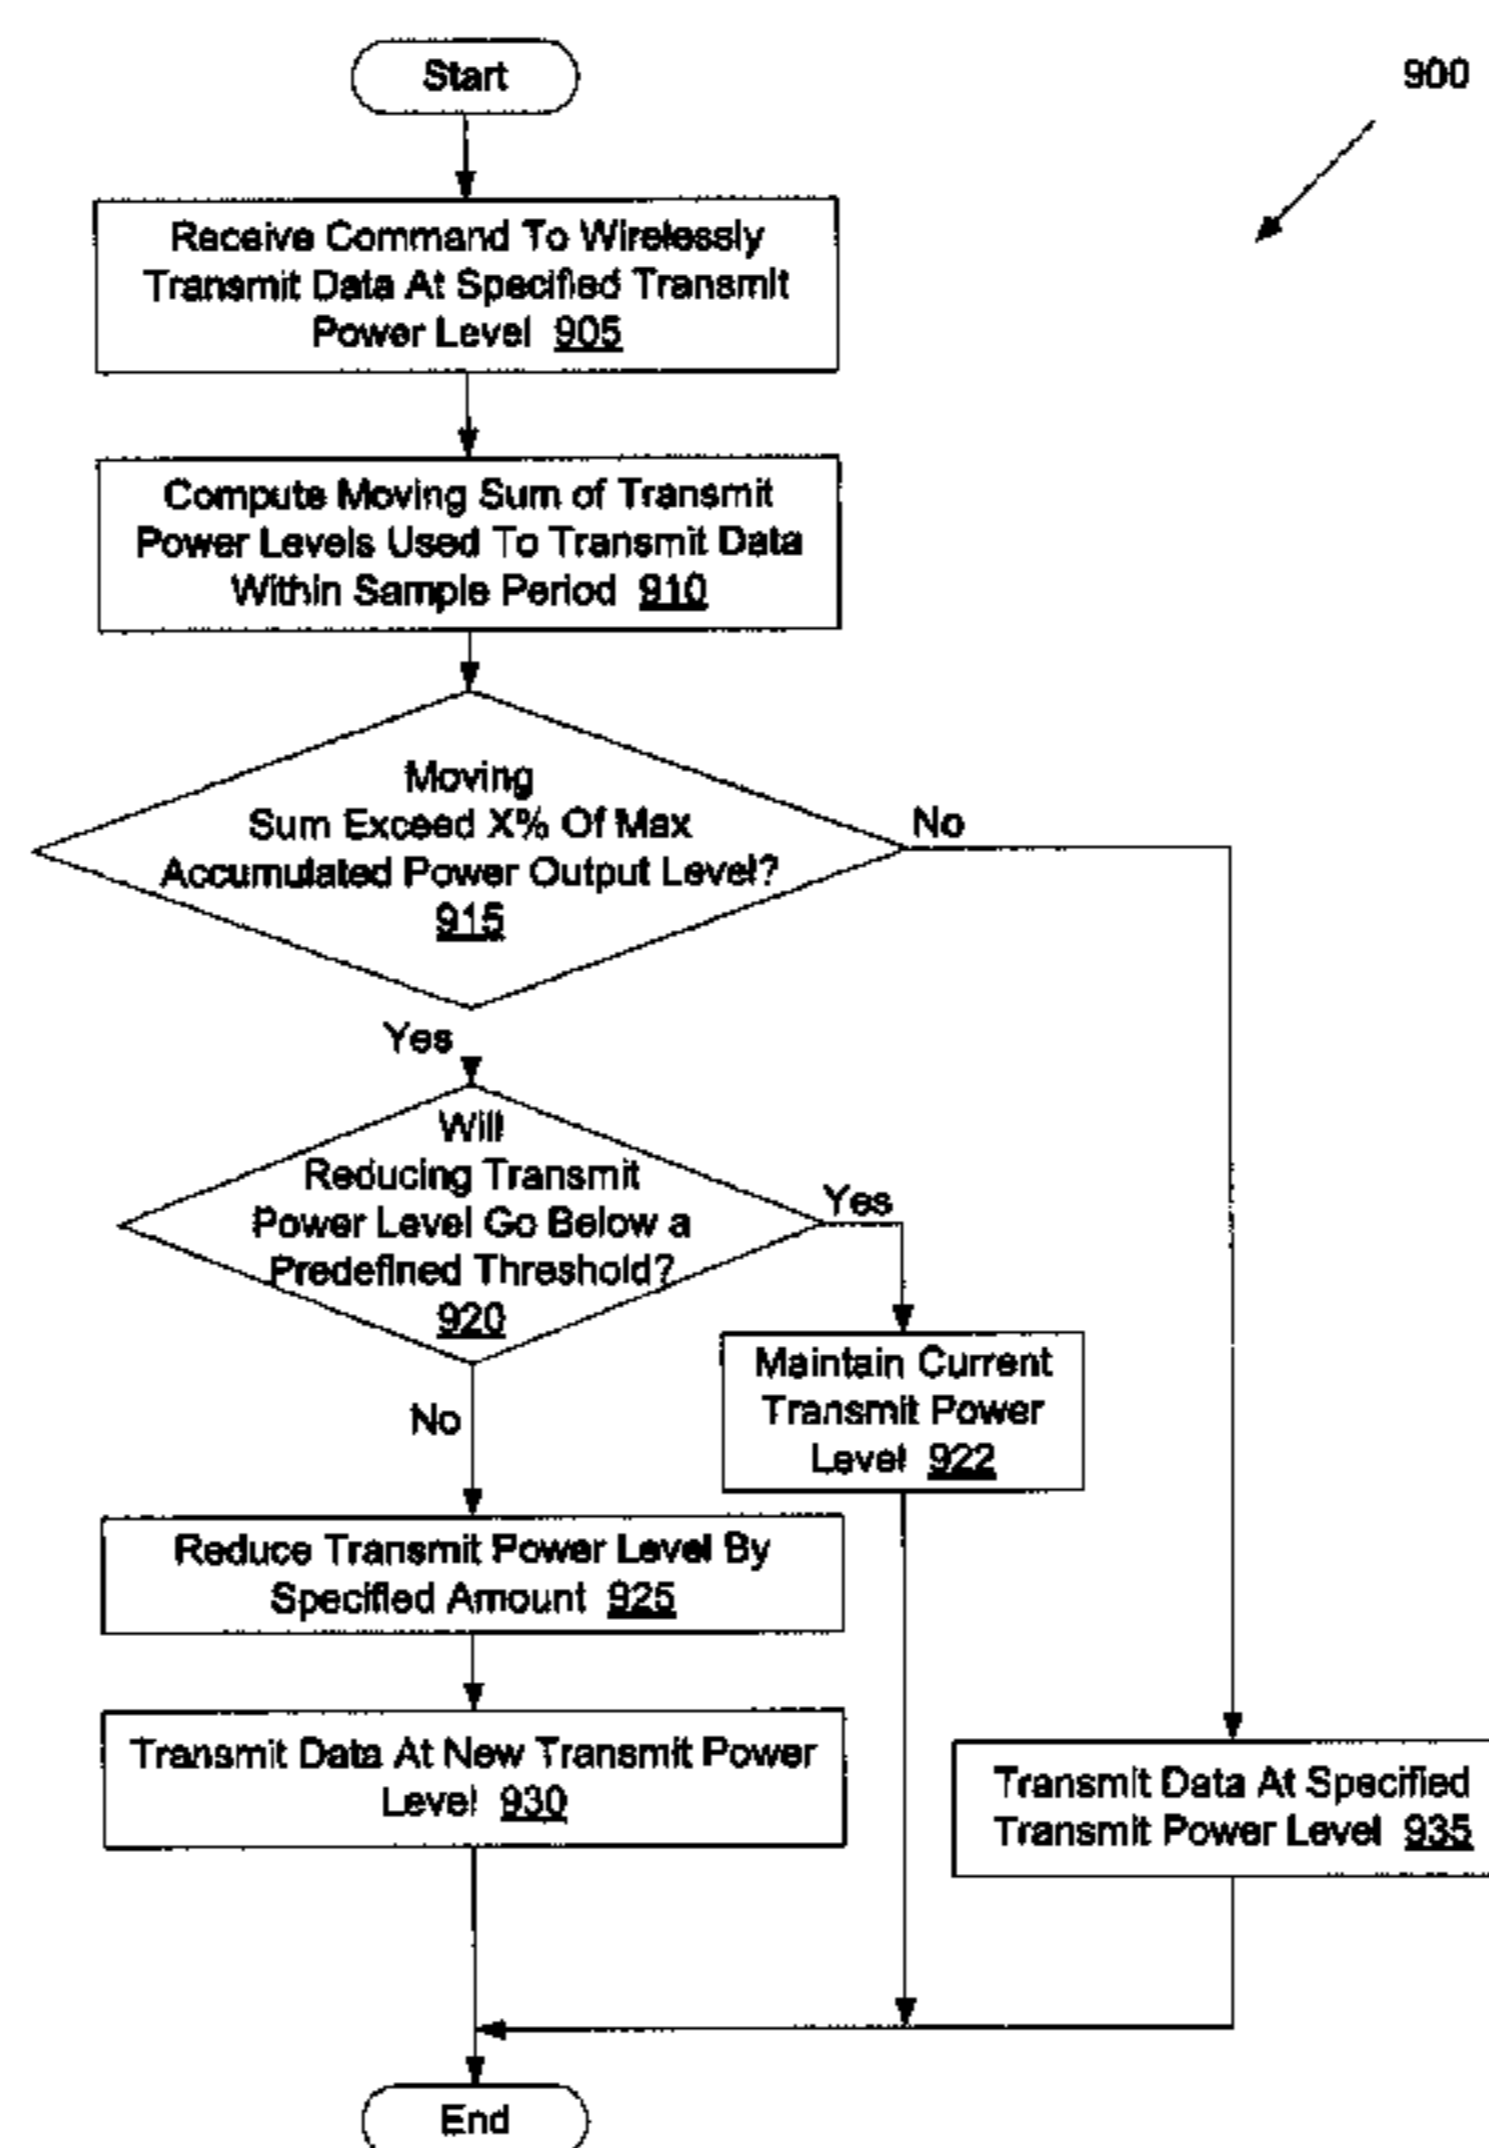 Start
900
Receive Command To Wirelessly
Transmit Data At Specified Transmit
Power Level 905
Compute Moving Sum of Transmit
Power Levels Used To Transmit Data
Within Sample Period 910
Moving
Sum Exceed X% Of Max
Accumulated Power Output Level?
915
No
Yes
Will
Reducing Transmit
Power Level Go Below a
Predefined Threshold?
920
Yes
Maintain Current
Transmit Power
Level 922
No
Reduce Transmit Power Level By
Specified Amount 925
Transmit Data At New Transmit Power
Level 930
Transmit Data At Specified
Transmit Power Level 935
End